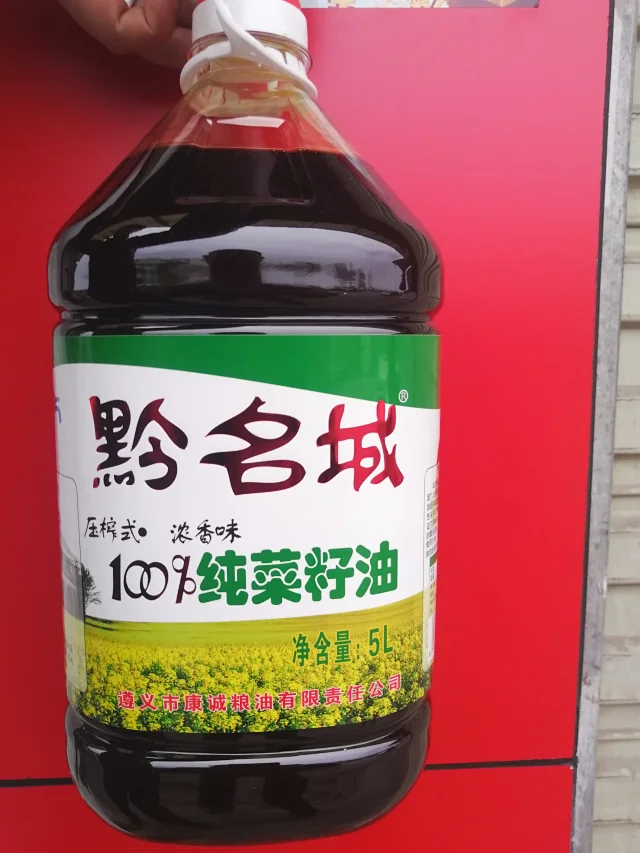 黔名城®
压榨式• 浓香味
100%纯菜籽油
净含量: 5L
遵义市康诚粮油有限责任公司